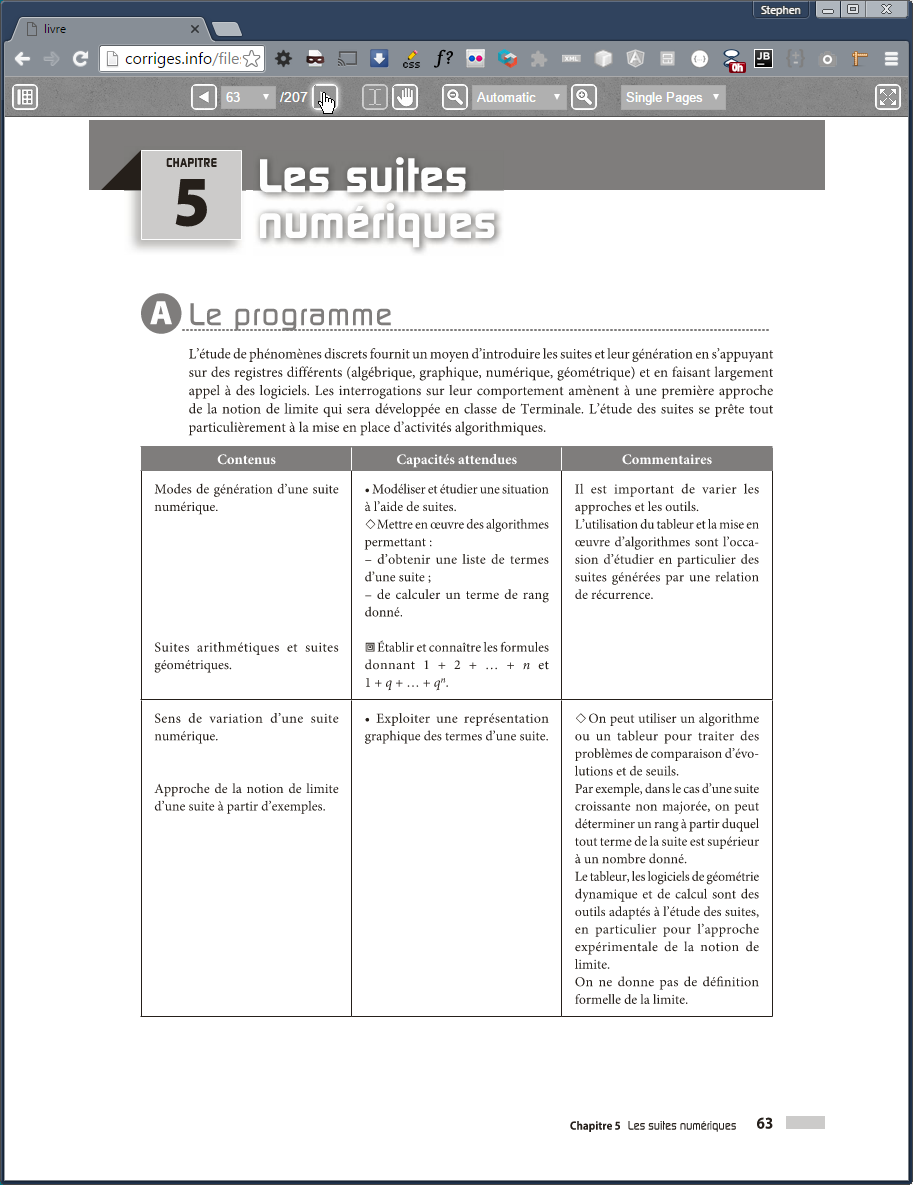 Stephen
livre
corriges.info/file
css
f?
XML
0h
JB
63
/207
Automatic
Single Pages
CHAPITRE
5
Les suites
numériques
A Le programme
L’étude de phénomènes discrets fournit un moyen d’introduire les suites et leur génération en s’appuyant
sur des registres différents (algébrique, graphique, numérique, géométrique) et en faisant largement
appel à des logiciels. Les interrogations sur leur comportement amènent à une première approche
de la notion de limite qui sera développée en classe de Terminale. L’étude des suites se prête tout
particulièrement à la mise en place d’activités algorithmiques.
Contenus
Capacités attendues
Commentaires
Modes de génération d’une suite
numérique.
• Modéliser et étudier une situation
à l’aide de suites.
◇ Mettre en œuvre des algorithmes
permettant :
– d’obtenir une liste de termes
d’une suite ;
– de calculer un terme de rang
donné.
Il est important de varier les
approches et les outils.
L’utilisation du tableur et la mise en
œuvre d’algorithmes sont l’occa-
sion d’étudier en particulier des
suites générées par une relation
de récurrence.
Suites arithmétiques et suites
géométriques.
▣ Établir et connaître les formules
donnant 1 + 2 + … + n et
1 + q + … + qⁿ.
Sens de variation d’une suite
numérique.
• Exploiter une représentation
graphique des termes d’une suite.
◇ On peut utiliser un algorithme
ou un tableur pour traiter des
problèmes de comparaison d’évo-
lutions et de seuils.
Approche de la notion de limite
d’une suite à partir d’exemples.
Par exemple, dans le cas d’une suite
croissante non majorée, on peut
déterminer un rang à partir duquel
tout terme de la suite est supérieur
à un nombre donné.
Le tableur, les logiciels de géométrie
dynamique et de calcul sont des
outils adaptés à l’étude des suites,
en particulier pour l’approche
expérimentale de la notion de
limite.
On ne donne pas de définition
formelle de la limite.
Chapitre 5 Les suites numériques 63